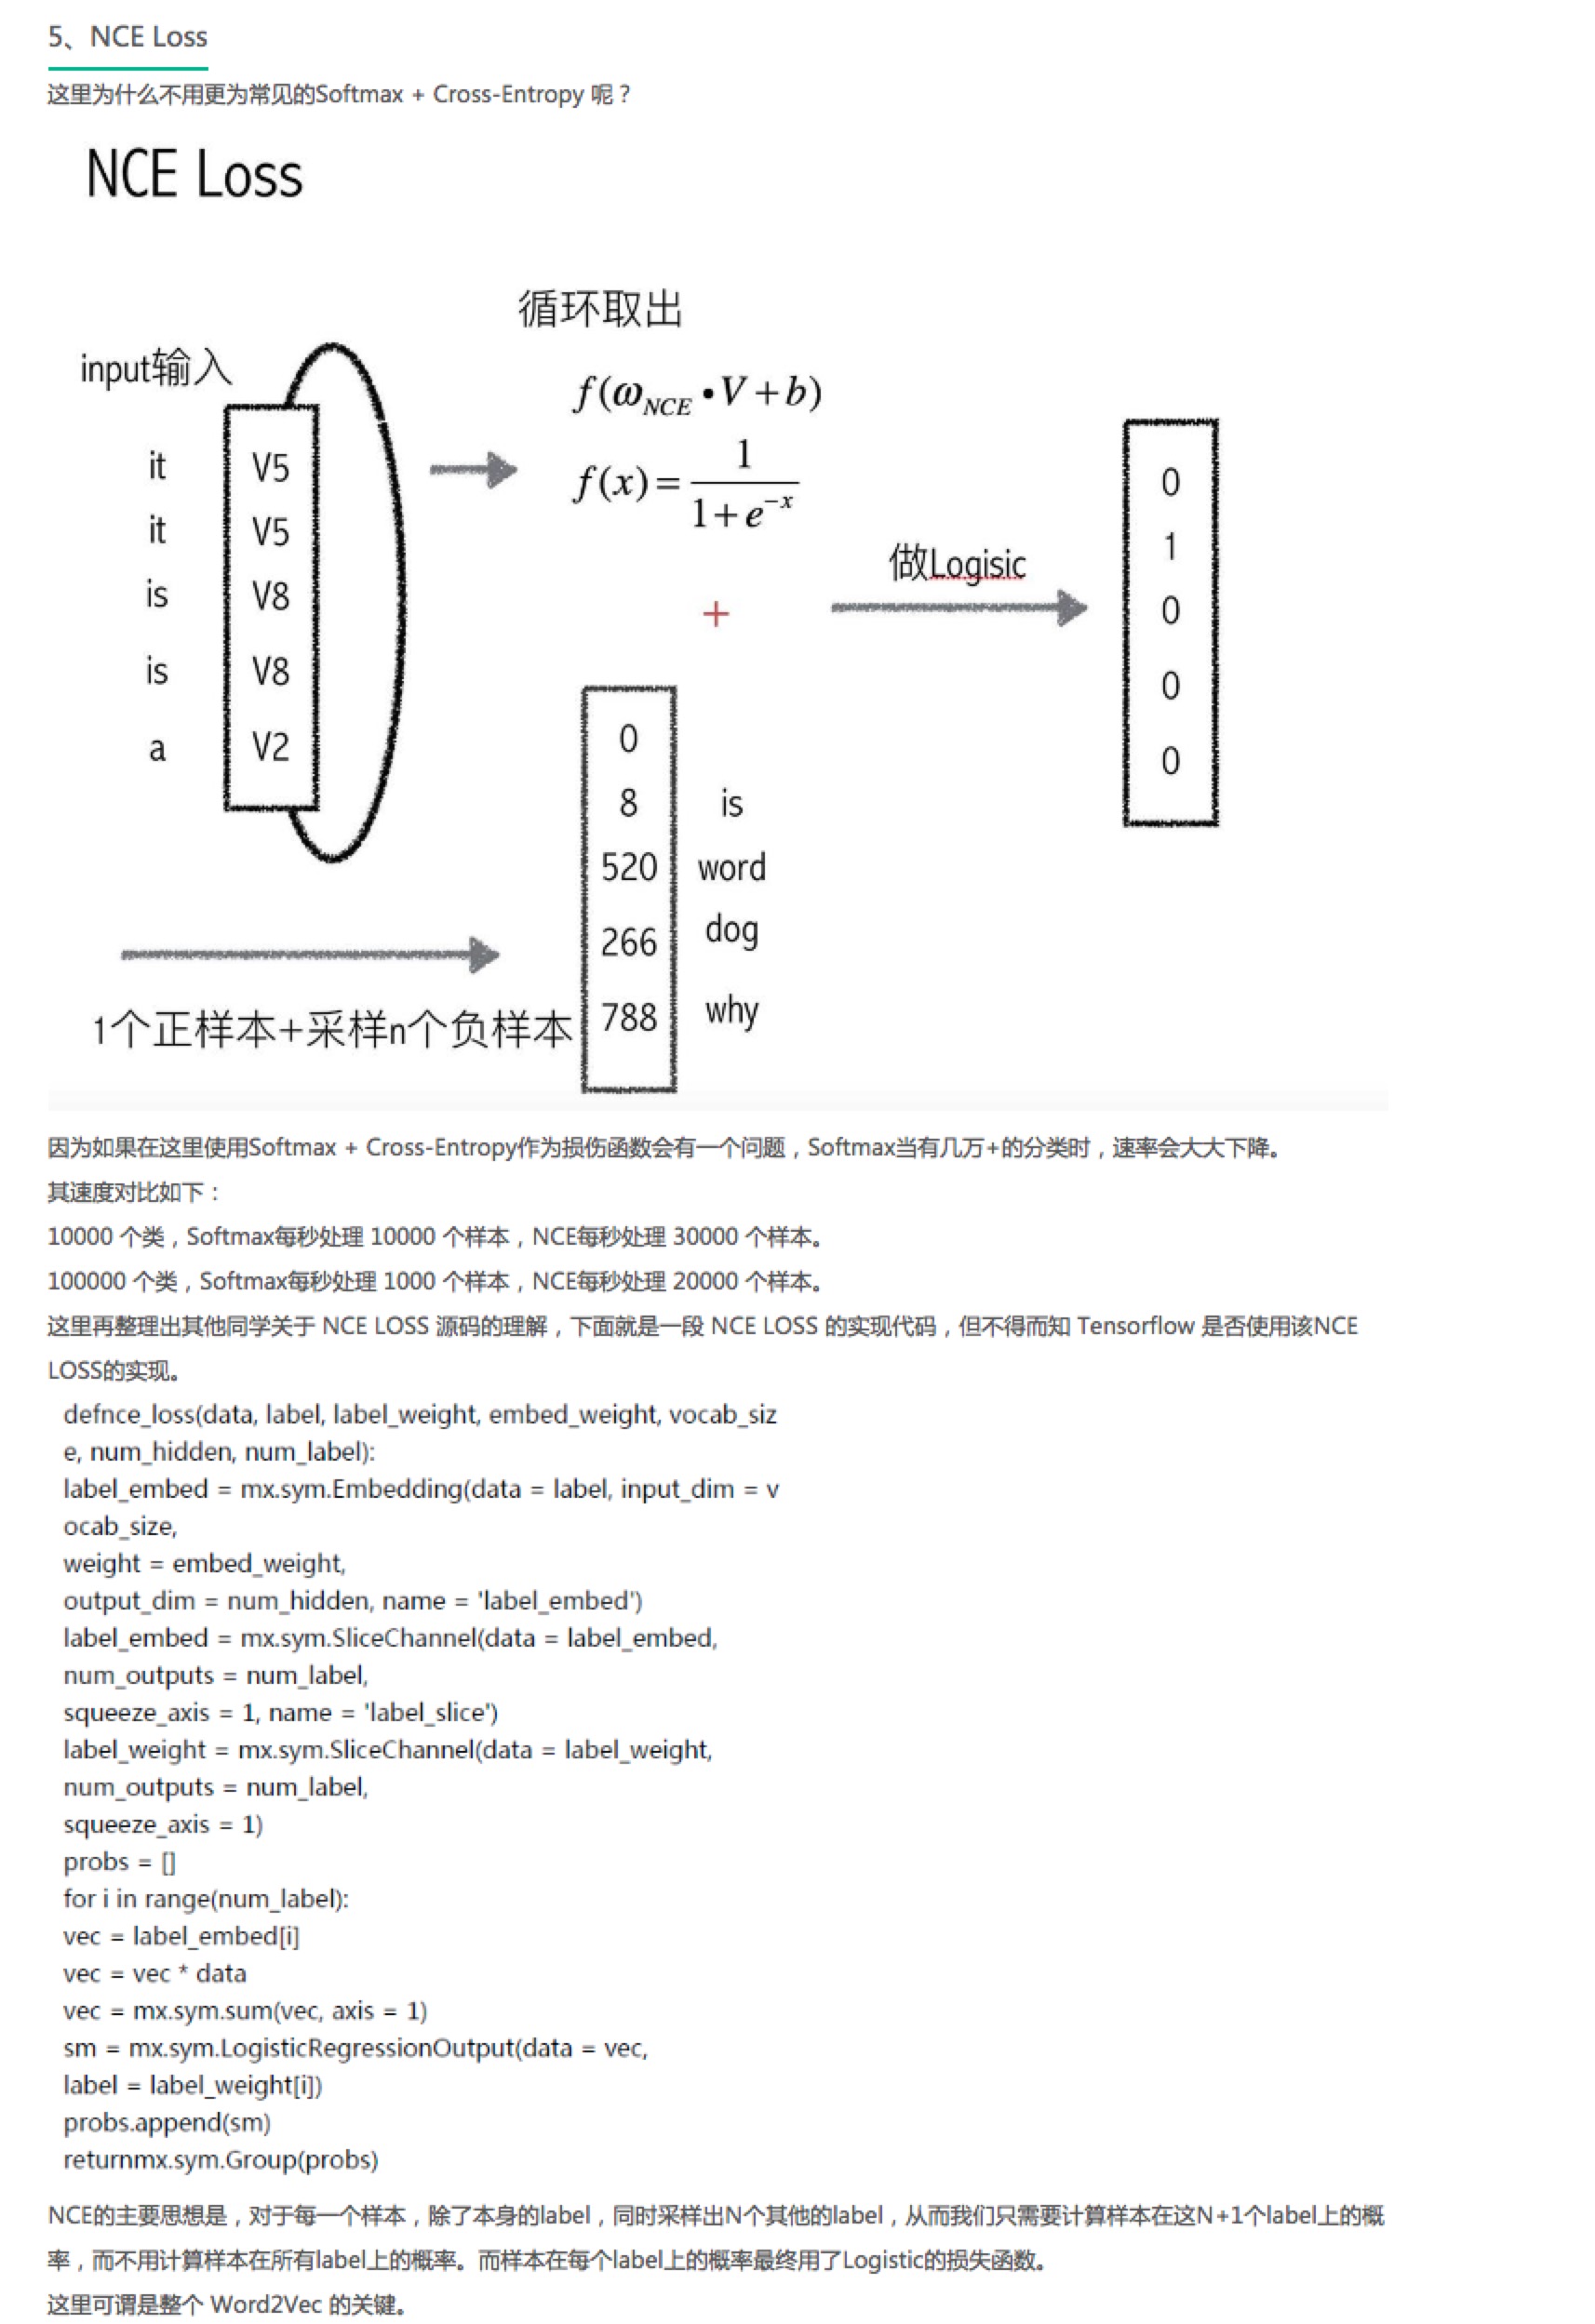 5、NCE Loss
这里为什么不用更为常见的Softmax + Cross-Entropy 呢？
NCE Loss
循环取出
input输入
f(ω_NCE • V + b)
f(x) = 1 / (1 + e^{-x})
it V5
it V5
is V8
is V8
a V2
+
做Logisic
0
1
0
0
0
0
8 is
520 word
266 dog
788 why
1个正样本+采样n个负样本
因为如果在这里使用Softmax + Cross-Entropy作为损伤函数会有一个问题，Softmax当有几万+的分类时，速率会大大下降。
其速度对比如下：
10000 个类，Softmax每秒处理 10000 个样本，NCE每秒处理 30000 个样本。
100000 个类，Softmax每秒处理 1000 个样本，NCE每秒处理 20000 个样本。
这里再整理出其他同学关于 NCE LOSS 源码的理解，下面就是一段 NCE LOSS 的实现代码，但不得而知 Tensorflow 是否使用该NCE
LOSS的实现。
defnce_loss(data, label, label_weight, embed_weight, vocab_siz
e, num_hidden, num_label):
label_embed = mx.sym.Embedding(data = label, input_dim = v
ocab_size,
weight = embed_weight,
output_dim = num_hidden, name = 'label_embed')
label_embed = mx.sym.SliceChannel(data = label_embed,
num_outputs = num_label,
squeeze_axis = 1, name = 'label_slice')
label_weight = mx.sym.SliceChannel(data = label_weight,
num_outputs = num_label,
squeeze_axis = 1)
probs = []
for i in range(num_label):
vec = label_embed[i]
vec = vec * data
vec = mx.sym.sum(vec, axis = 1)
sm = mx.sym.LogisticRegressionOutput(data = vec,
label = label_weight[i])
probs.append(sm)
returnmx.sym.Group(probs)
NCE的主要思想是，对于每一个样本，除了本身的label，同时采样出N个其他的label，从而我们只需要计算样本在这N+1个label上的概
率，而不用计算样本在所有label上的概率。而样本在每个label上的概率最终用了Logistic的损失函数。
这里可谓是整个 Word2Vec 的关键。